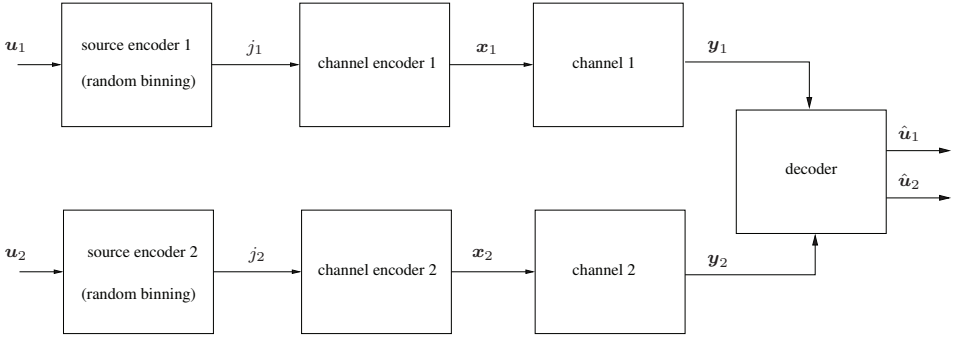 𝒖₁
source encoder 1
(random binning)
j₁
channel encoder 1
𝒙₁
channel 1
𝒚₁
decoder
𝒖̂₁
𝒖̂₂
𝒖₂
source encoder 2
(random binning)
j₂
channel encoder 2
𝒙₂
channel 2
𝒚₂